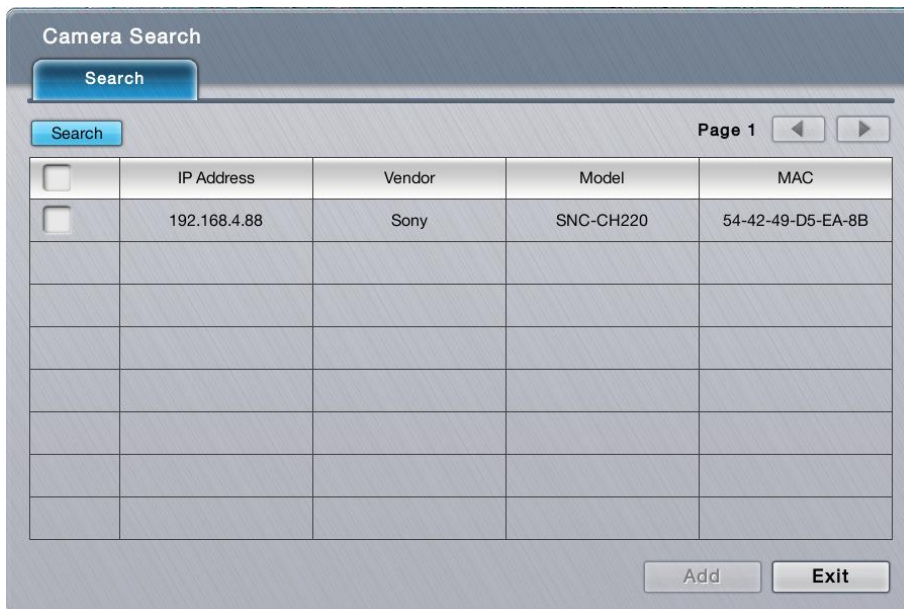 Camera Search
Search
Search Page 1
IP Address Vendor Model MAC
192.168.4.88 Sony SNC-CH220 54-42-49-D5-EA-8B
Add Exit